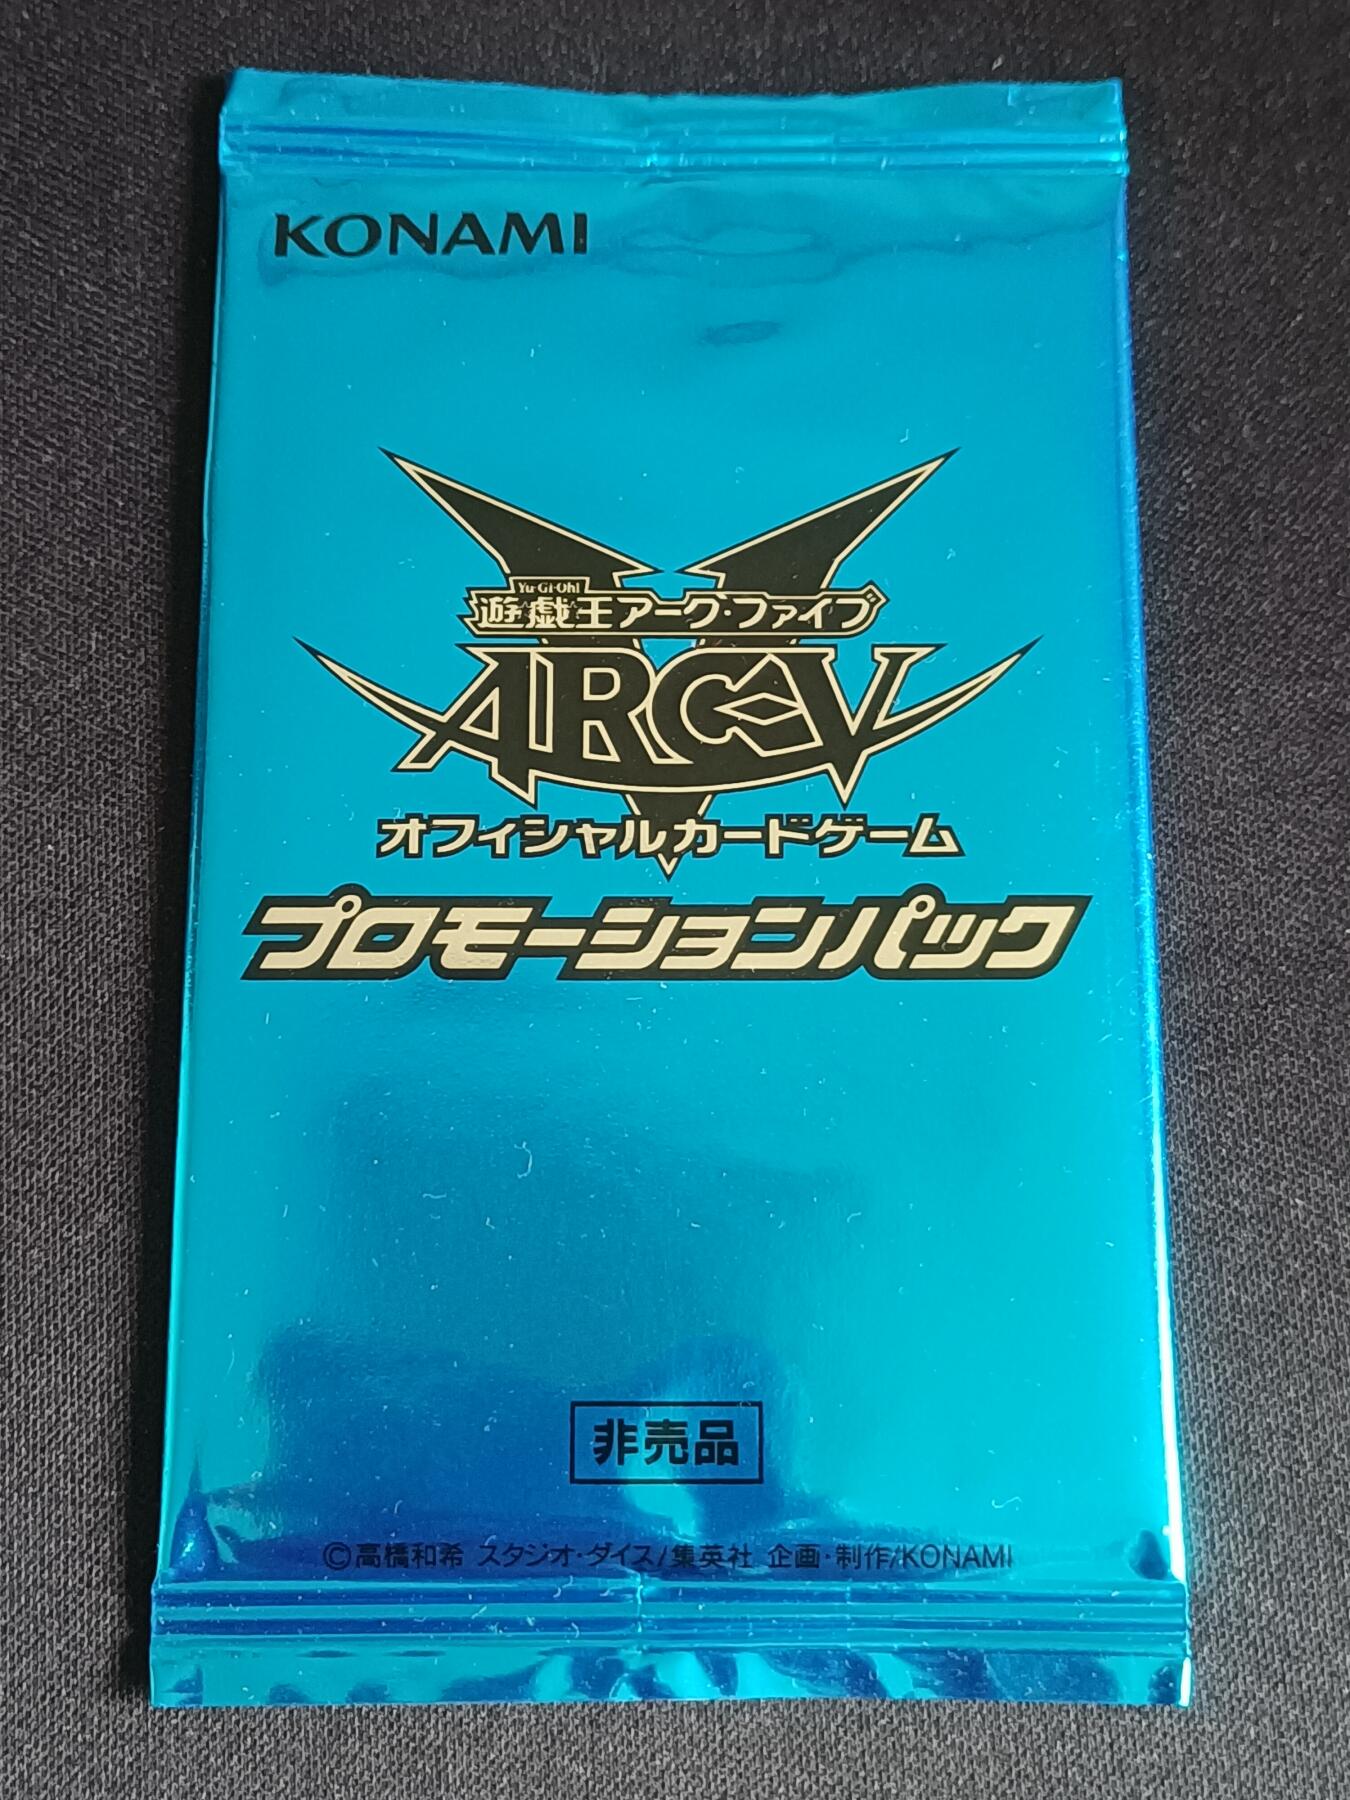 KONAMI
Yu-Gi-Oh!
遊戯王アーク・ファイブ
ARC-V
オフィシャルカードゲーム
プロモーションパック
非売品
©高橋和希 スタジオ・ダイス/集英社 企画・制作/KONAMI